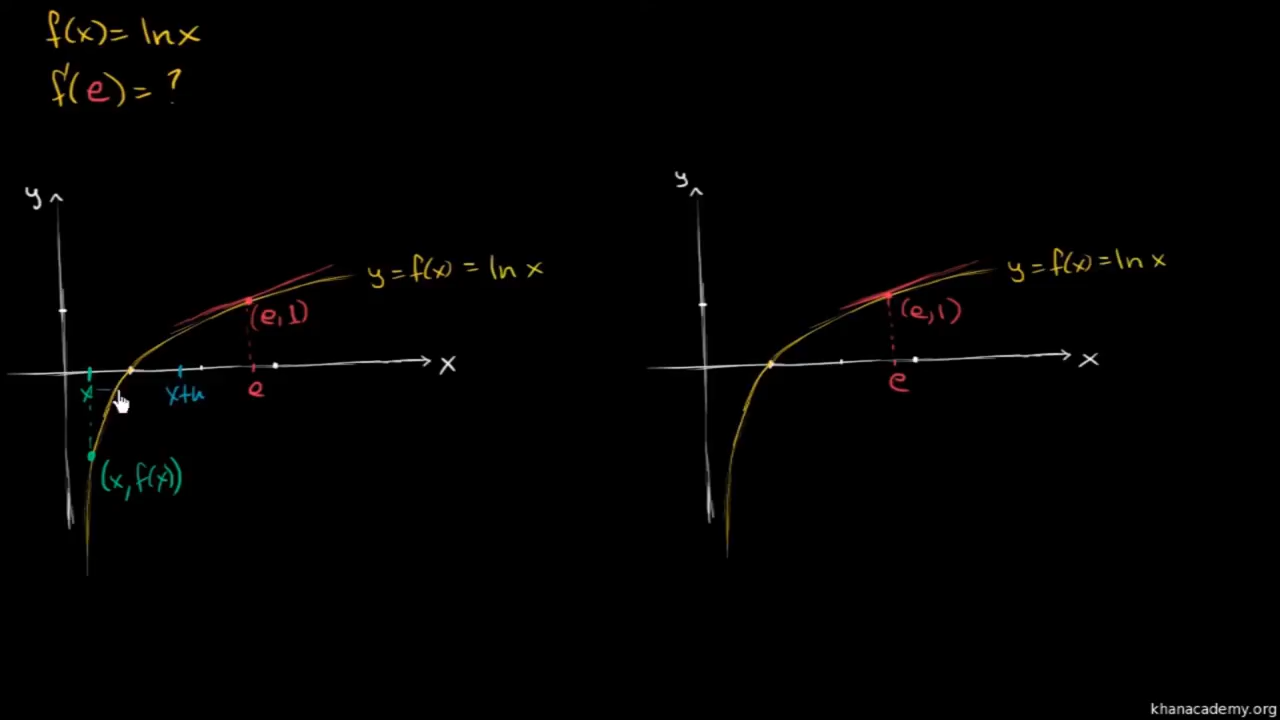 f(x) = ln x
f'(e) = ?
y
y = f(x) = ln x
(e, 1)
x
x
x+h
e
(x, f(x))
y
y = f(x) = ln x
(e, 1)
x
e
khanacademy.org